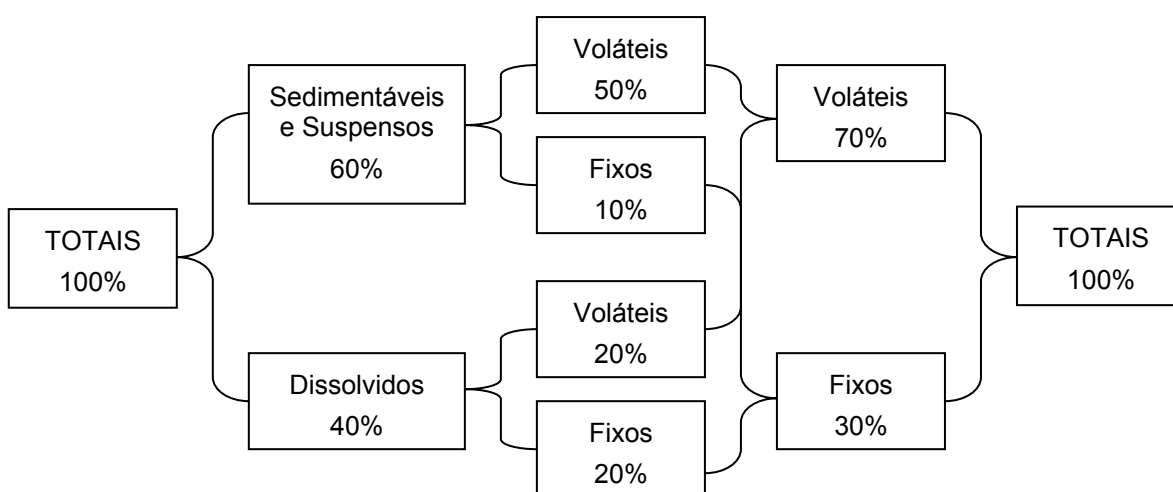 TOTAIS
100%
Sedimentáveis
e Suspensos
60%
Dissolvidos
40%
Voláteis
50%
Fixos
10%
Voláteis
20%
Fixos
20%
Voláteis
70%
Fixos
30%
TOTAIS
100%